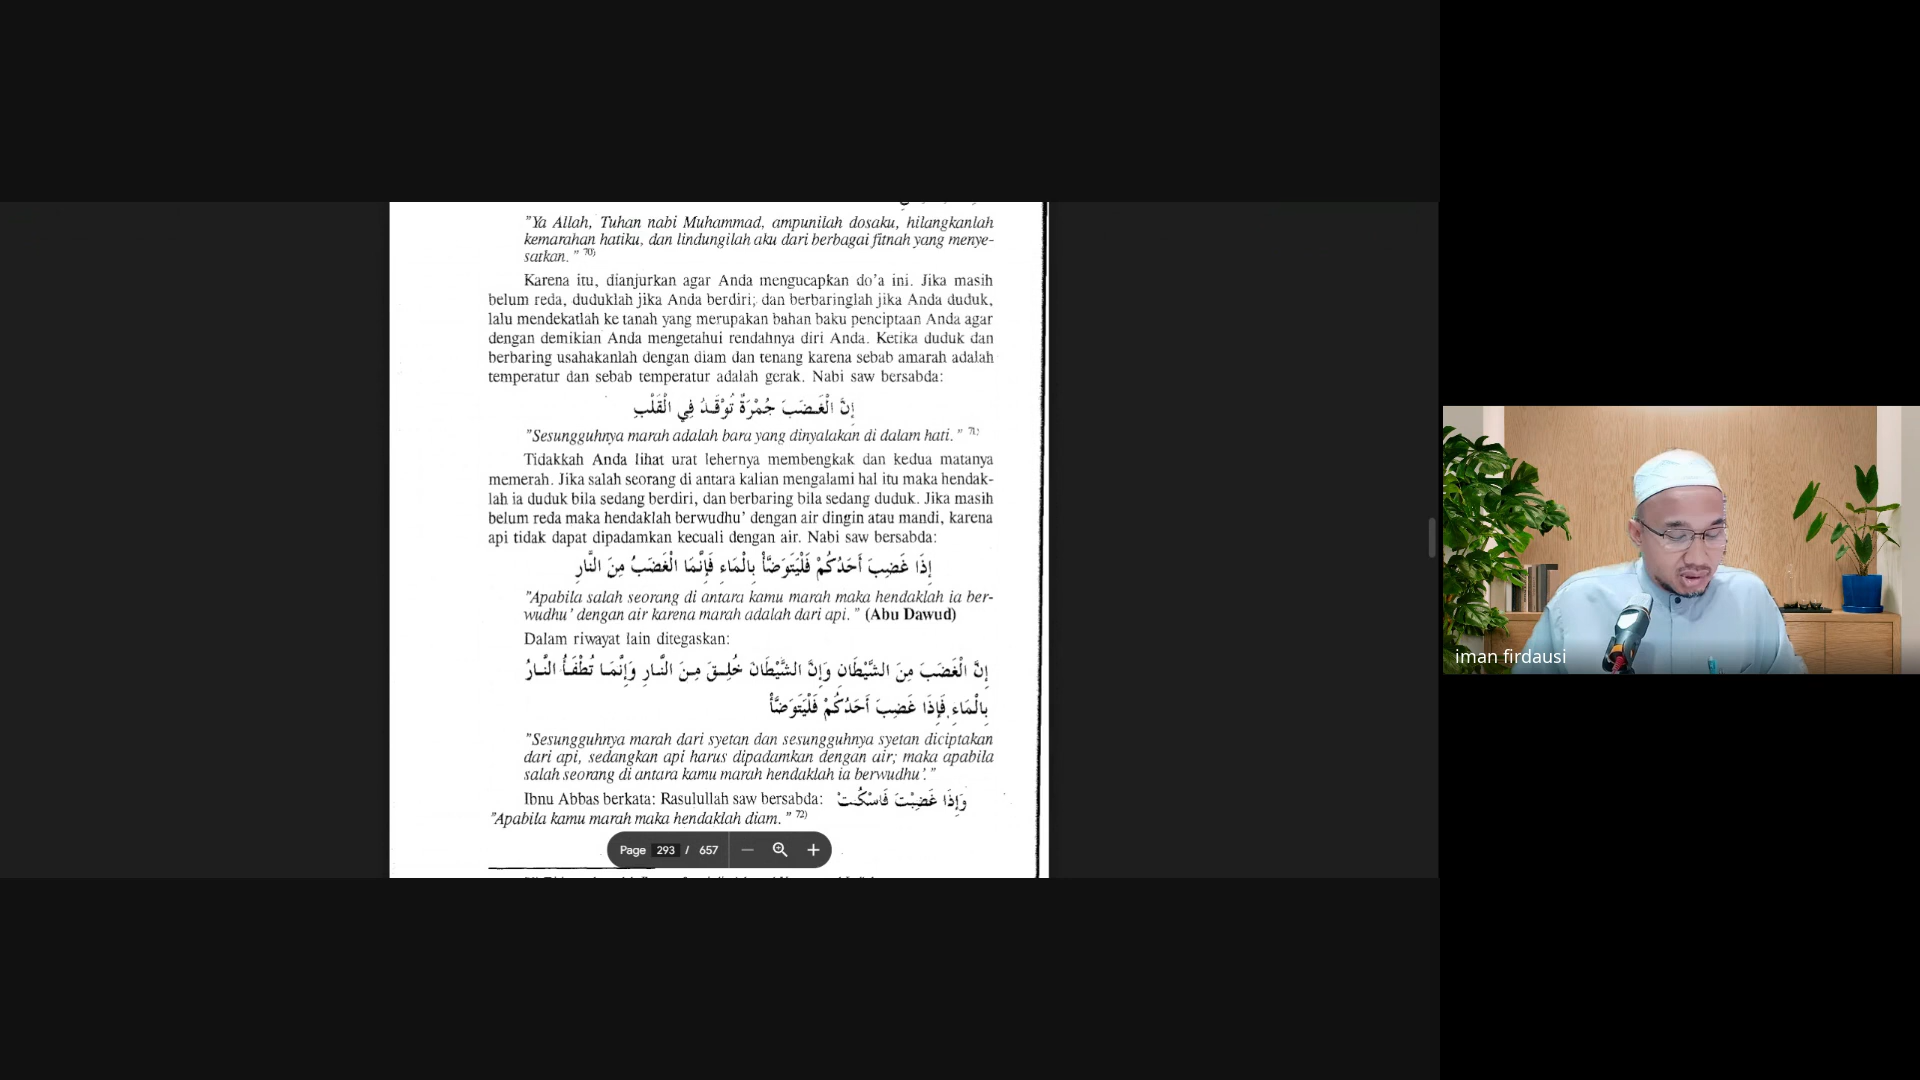 "Ya Allah, Tuhan nabi Muhammad, ampunilah dosaku, hilangkanlah
kemarahan hatiku, dan lindungilah aku dari berbagai fitnah yang menye-
satkan." 70)
Karena itu, dianjurkan agar Anda mengucapkan do'a ini. Jika masih
belum reda, duduklah jika Anda berdiri; dan berbaringlah jika Anda duduk,
lalu mendekatlah ke tanah yang merupakan bahan baku penciptaan Anda agar
dengan demikian Anda mengetahui rendahnya diri Anda. Ketika duduk dan
berbaring usahakanlah dengan diam dan tenang karena sebab amarah adalah
temperatur dan sebab temperatur adalah gerak. Nabi saw bersabda:
إِنَّ الْغَضَبَ جُمْرَةٌ تُوْقَدُ فِي الْقَلْبِ
"Sesungguhnya marah adalah bara yang dinyalakan di dalam hati." 71)
Tidakkah Anda lihat urat lehernya membengkak dan kedua matanya
memerah. Jika salah seorang di antara kalian mengalami hal itu maka hendak-
lah ia duduk bila sedang berdiri, dan berbaring bila sedang duduk. Jika masih
belum reda maka hendaklah berwudhu' dengan air dingin atau mandi, karena
api tidak dapat dipadamkan kecuali dengan air. Nabi saw bersabda:
إِذَا غَضِبَ أَحَدُكُمْ فَلْيَتَوَضَّأْ بِالْمَاءِ فَإِنَّمَا الْغَضَبُ مِنَ النَّارِ
"Apabila salah seorang di antara kamu marah maka hendaklah ia ber-
wudhu' dengan air karena marah adalah dari api." (Abu Dawud)
Dalam riwayat lain ditegaskan:
إِنَّ الْغَضَبَ مِنَ الشَّيْطَانِ وَإِنَّ الشَّيْطَانَ خُلِقَ مِنَ النَّارِ وَإِنَّمَا تُطْفَأُ النَّارُ
بِالْمَاءِ فَإِذَا غَضِبَ أَحَدُكُمْ فَلْيَتَوَضَّأْ
"Sesungguhnya marah dari syetan dan sesungguhnya syetan diciptakan
dari api, sedangkan api harus dipadamkan dengan air; maka apabila
salah seorang di antara kamu marah hendaklah ia berwudhu'."
Ibnu Abbas berkata: Rasulullah saw bersabda: وَإِذَا غَضِبْتَ فَاسْكُتْ
"Apabila kamu marah maka hendaklah diam." 72)
Page 293 / 657
iman firdausi